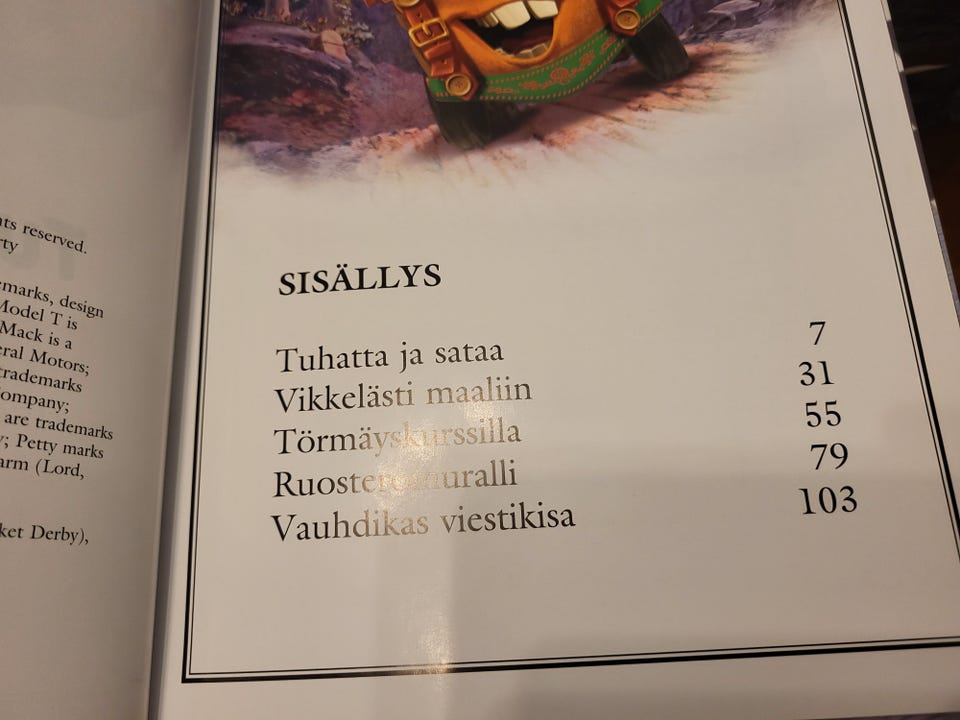 nts reserved.
rty
emarks, design
Model T is
Mack is a
eral Motors;
trademarks
Company;
are trademarks
; Petty marks
arm (Lord,
ket Derby),
SISÄLLYS
Tuhatta ja sataa 7
Vikkelästi maaliin 31
Törmäyskurssilla 55
Ruosteromuralli 79
Vauhdikas viestikisa 103